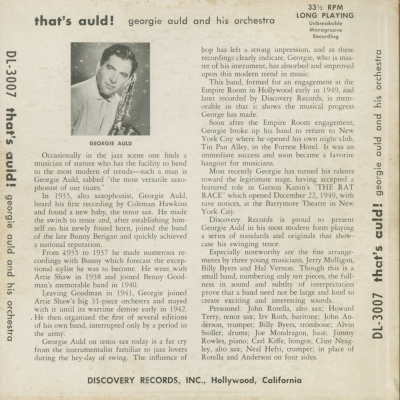 that's auld! georgie auld and his orchestra
33⅓ RPM
LONG PLAYING
Unbreakable
Microgroove
Recording
DL-3007 that's auld! georgie auld and his orchestra
GEORGIE AULD
Occasionally in the jazz scene one finds a
musician of stature who has the facility to bend
to the most modern of trends—such a man is
Georgie Auld, tabbed "the most versatile saxo-
phonist of our times."
In 1935, alto saxophonist, Georgie Auld,
heard his first recording by Coleman Hawkins
and found a new baby, the tenor sax. He made
the switch to tenor and, after establishing him-
self on his newly found horn, joined the band
of the late Bunny Berigan and quickly achieved
a national reputation.
From 1935 to 1937 he made numerous record-
ings with Bunny which forecast the excep-
tional stylist he was to become. He went with
Artie Shaw in 1938 and joined Benny Good-
man's memorable band in 1940.
Leaving Goodman in 1941, Georgie joined
Artie Shaw's big 31-piece orchestra and stayed
with it until its wartime demise early in 1942.
He then organized the first of several editions
of his own band, interrupted only by a period in
the army.
Georgie Auld on tenor sax today is a far cry
from the instrumentalist familiar to jazz lovers
during the hey-day of swing. The influence of
bop has left a strong impression, and as these
recordings clearly indicate, Georgie, who is mas-
ter of his instrument, has absorbed and improved
upon this modern trend in music.
This band, formed for an engagement at the
Empire Room in Hollywood early in 1949, and
later recorded by Discovery Records, is mem-
orable in that it shows the musical progress
George has made.
Soon after the Empire Room engagement,
Georgie broke up his band to return to New
York City where he opened his own night club,
Tin Pan Alley, in the Forrest Hotel. It was an
immediate success and soon became a favorite
hangout for musicians.
Most recently Georgie has turned his talents
toward the legitimate stage, having accepted a
featured role in Garson Kanin's "THE RAT
RACE" which opened December 22, 1949, with
rave notices, at the Barrymore Theatre in New
York City.
Discovery Records is proud to present
Georgie Auld in his most modern form playing
a series of standards and originals that show-
case his swinging tenor.
Especially noteworthy are the fine arrange-
ments by three young musicians, Jerry Mulligan,
Billy Byers and Hal Vernon. Though this is a
small band, numbering only ten pieces, the full-
ness in sound and nobility of interpretation
prove that a band need not be large and loud to
create exciting and interesting sounds.
Personnel: John Rotella, alto sax; Howard
Terry, tenor sax; Irv Roth, baritone; John An-
derson, trumpet; Billy Byers, trombone; Alvan
Stoller, drums; Joe Mondragon, bass; Jimmy
Rowles, piano; Carl Kiffe, bongos; Clint Neag-
ley, alto sax; Neal Hefti, trumpet; in place of
Rotella and Anderson on four sides.
DL-3007 that's auld! georgie auld and his orchestra
DISCOVERY RECORDS, INC., Hollywood, California